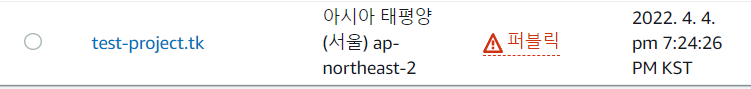 test-project.tk
아시아 태평양
(서울) ap-
northeast-2
퍼블릭
2022. 4. 4.
pm 7:24:26
PM KST